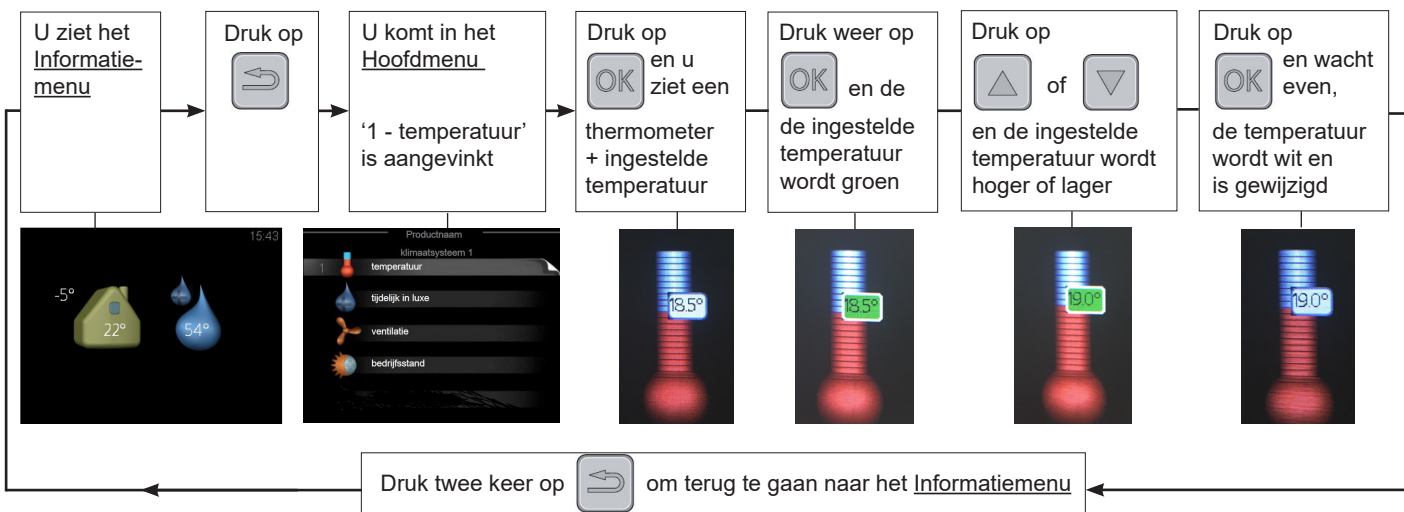 U ziet het
Informatie-
menu
Druk op
U komt in het
Hoofdmenu
‘1 - temperatuur’
is aangevinkt
Druk op
OK en u
ziet een
thermometer
+ ingestelde
temperatuur
Druk weer op
OK en de
de ingestelde
temperatuur
wordt groen
Druk op
of
en de ingestelde
temperatuur wordt
hoger of lager
Druk op
OK en wacht
even,
de temperatuur
wordt wit en
is gewijzigd
15:43
-5°
22°
54°
Productnaam
klimaatsysteem 1
1 temperatuur
tijdelijk in luxe
ventilatie
bedrijfsstand
18.5°
18.5°
19.0°
19.0°
Druk twee keer op om terug te gaan naar het Informatiemenu